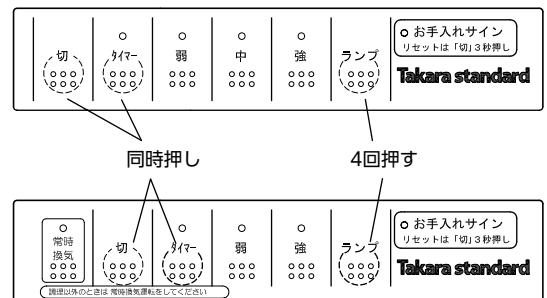 切 タイマー 弱 中 強 ランプ
お手入れサイン
リセットは「切」3秒押し
Takara standard
同時押し 4回押す
常時
換気
切 タイマー 弱 強 ランプ
お手入れサイン
リセットは「切」3秒押し
Takara standard
調理以外のときは 常時換気運転をしてください